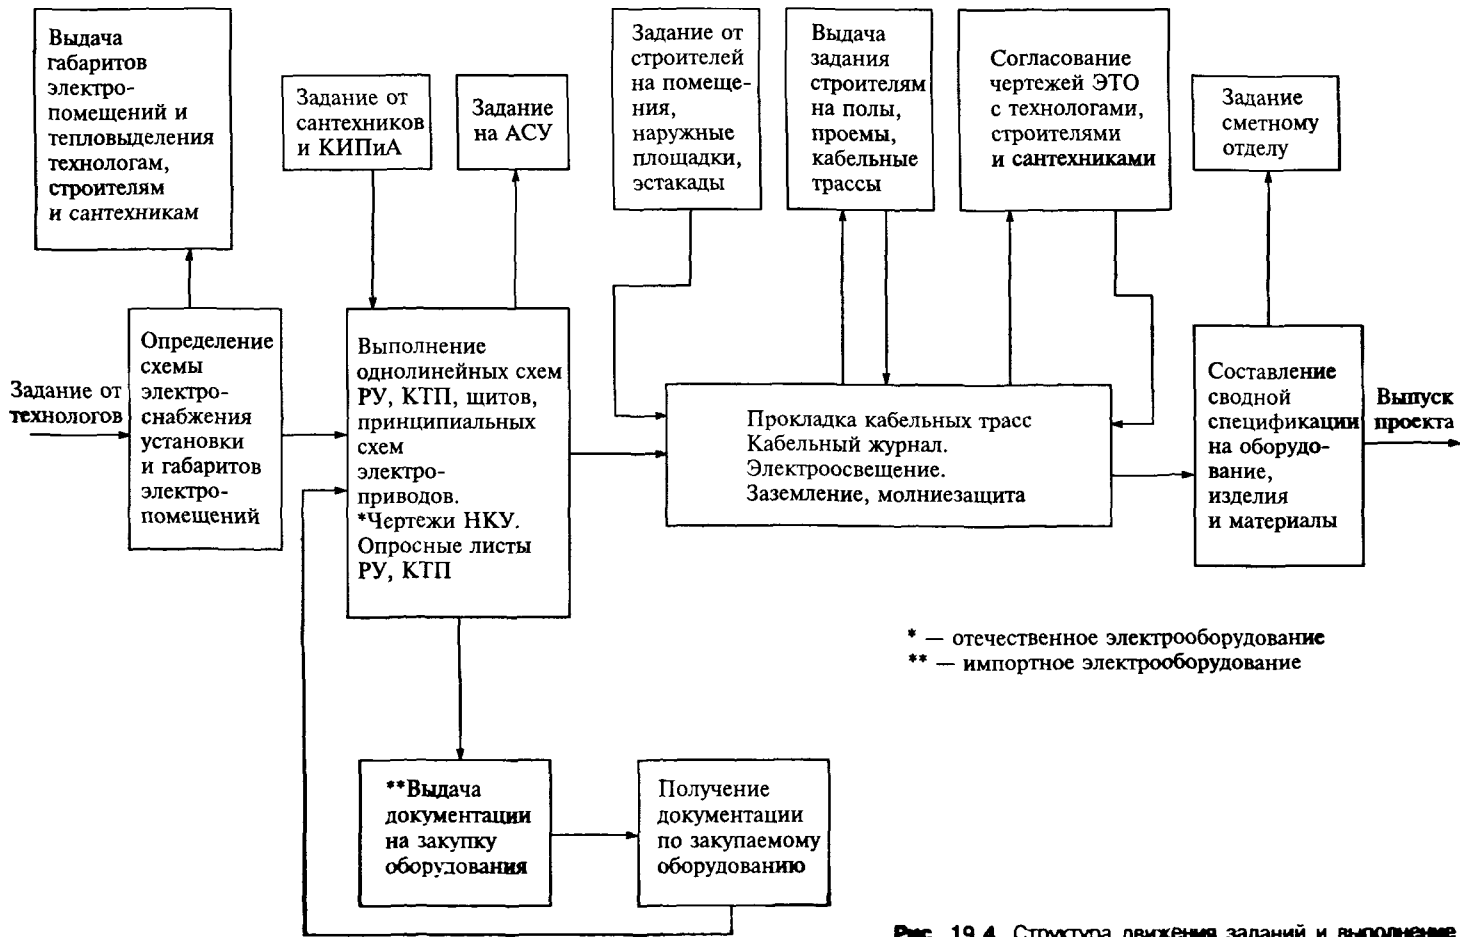 Выдача
габаритов
электро-
помещений и
тепловыделения
технологам,
строителям
и сантехникам
Задание от
сантехников
и КИПиА
Задание
на АСУ
Задание от
строителей
на помеще-
ния,
наружные
площадки,
эстакады
Выдача
задания
строителям
на полы,
проемы,
кабельные
трассы
Согласование
чертежей ЭТО
с технологами,
строителями
и сантехниками
Задание
сметному
отделу
Задание от
технологов
Определение
схемы
электро-
снабжения
установки
и габаритов
электро-
помещений
Выполнение
однолинейных схем
РУ, КТП, щитов,
принципиальных
схем
электро-
приводов.
*Чертежи НКУ.
Опросные листы
РУ, КТП
Прокладка кабельных трасс
Кабельный журнал.
Электроосвещение.
Заземление, молниезащита
Составление
сводной
спецификации
на оборудо-
вание,
изделия
и материалы
Выпуск
проекта
* — отечественное электрооборудование
** — импортное электрооборудование
**Выдача
документации
на закупку
оборудования
Получение
документации
по закупаемому
оборудованию
Рис. 19.4. Структура движения заданий и выполнение